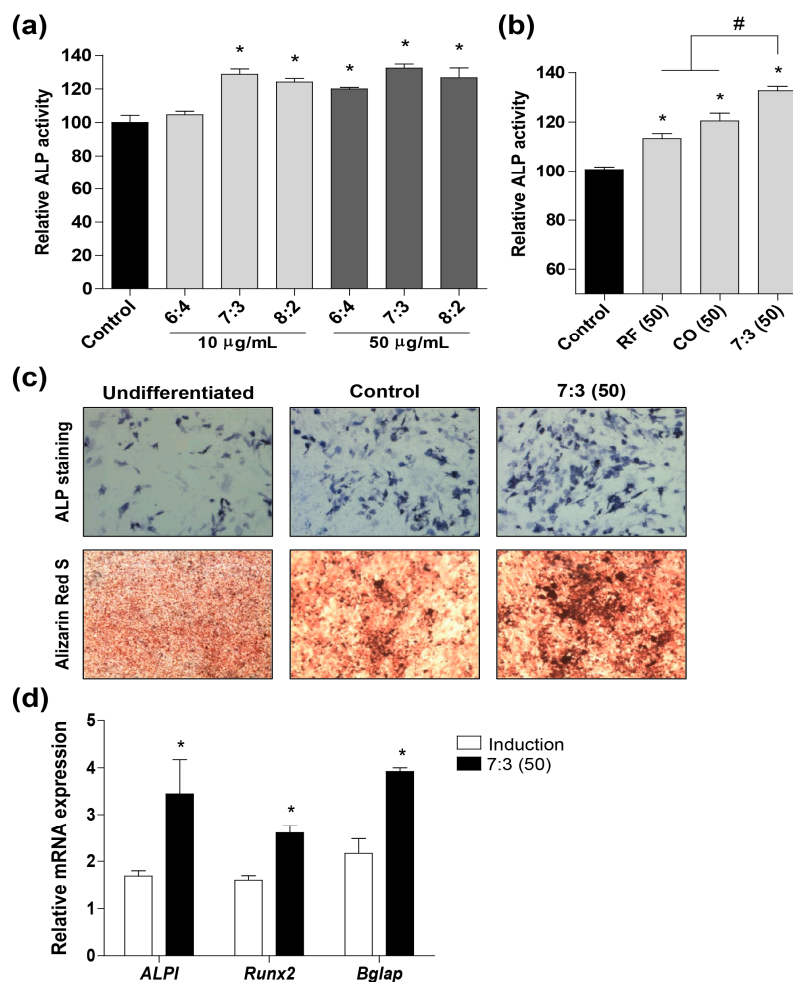 (a)
Relative ALP activity
140
120
100
80
60
40
20
0
* * * * *
Control 6:4 7:3 8:2 6:4 7:3 8:2
10 μg/mL 50 μg/mL
(b)
Relative ALP activity
140
120
100
80
60
#
* * *
Control RF (50) CO (50) 7:3 (50)
(c)
Undifferentiated Control 7:3 (50)
ALP staining
Alizarin Red S
(d)
Relative mRNA expression
5
4
3
2
1
0
* * *
ALPl Runx2 Bglap
Induction
7:3 (50)